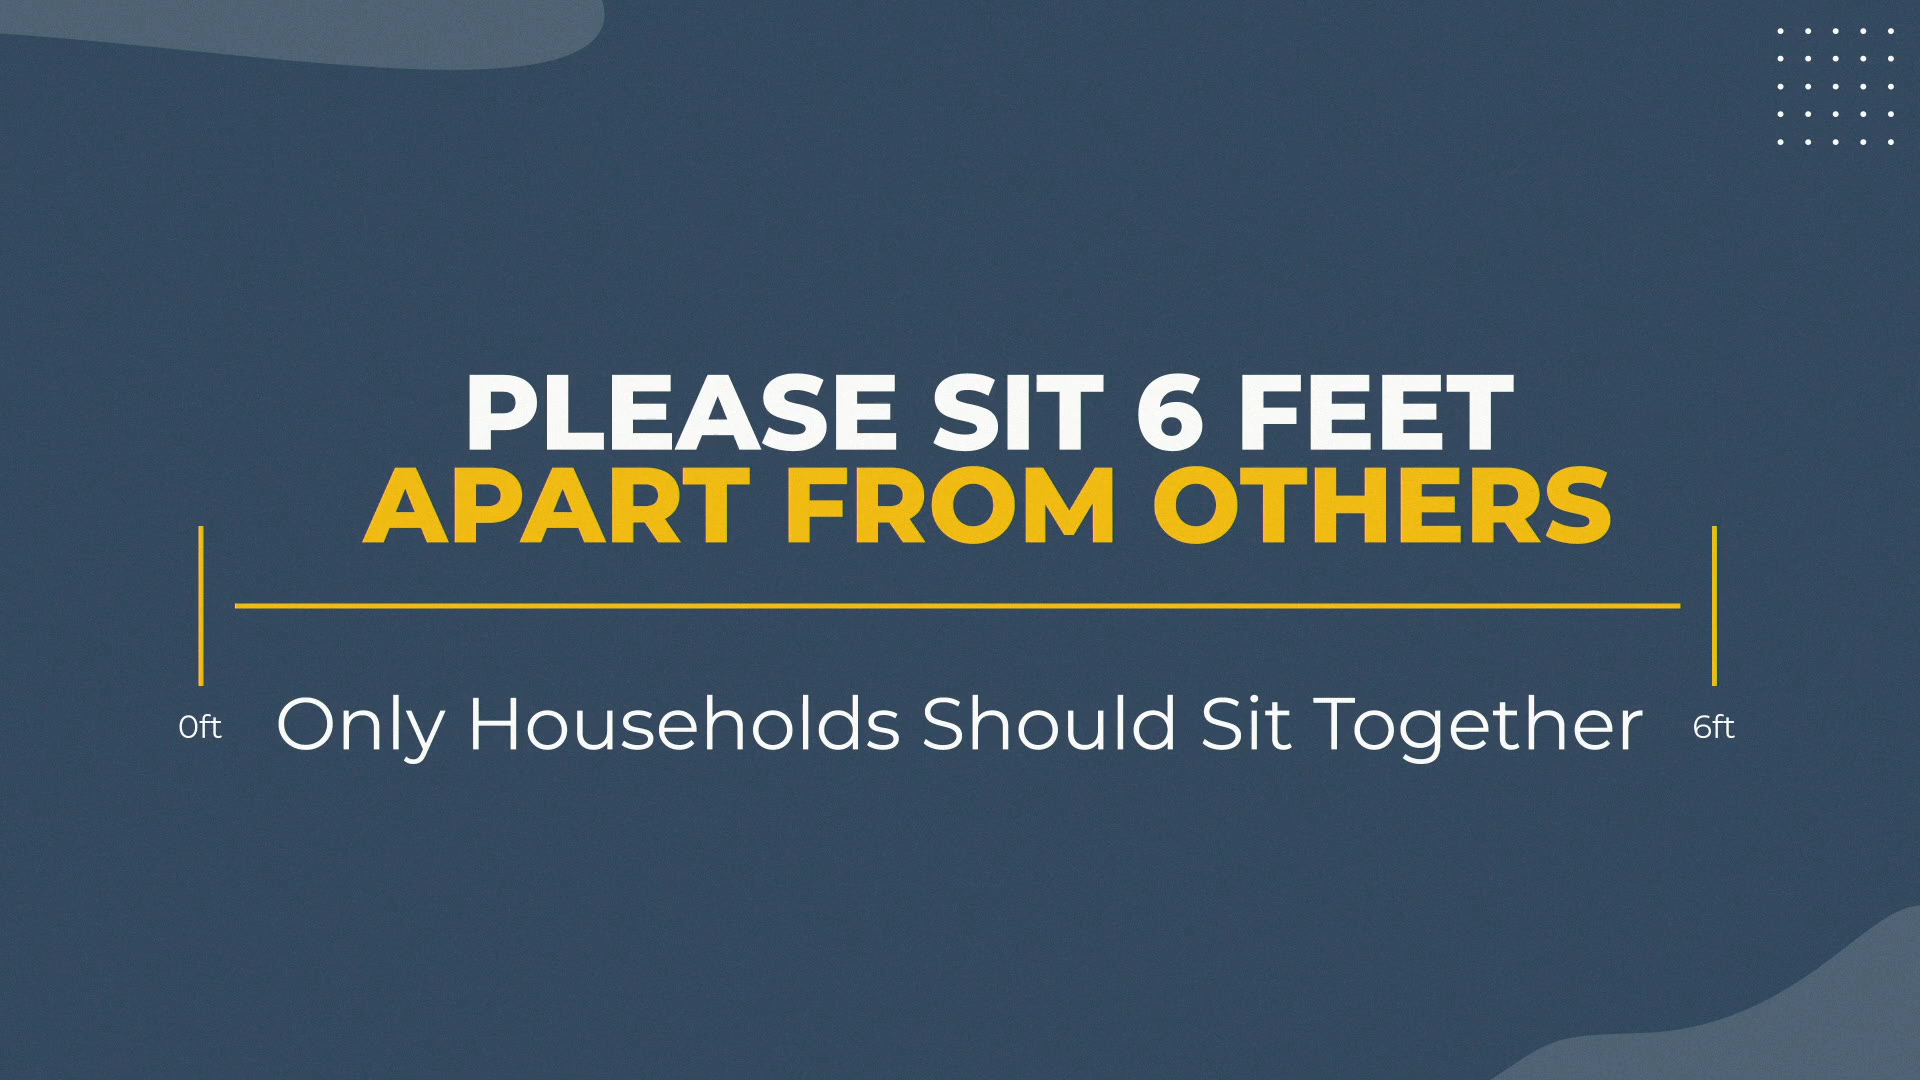 PLEASE SIT 6 FEET
APART FROM OTHERS
Only Households Should Sit Together
0ft
6ft